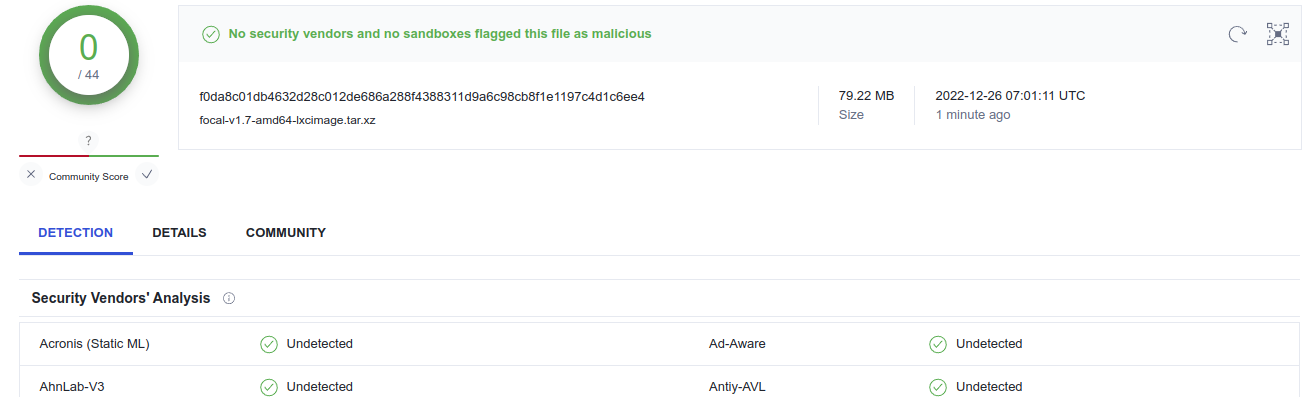 0
/ 44
?
Community Score
No security vendors and no sandboxes flagged this file as malicious
f0da8c01db4632d28c012de686a288f4388311d9a6c98cb8f1e1197c4d1c6ee4
focal-v1.7-amd64-lxcimage.tar.xz
79.22 MB
Size
2022-12-26 07:01:11 UTC
1 minute ago
DETECTION DETAILS COMMUNITY
Security Vendors' Analysis
Acronis (Static ML) Undetected Ad-Aware Undetected
AhnLab-V3 Undetected Antiy-AVL Undetected